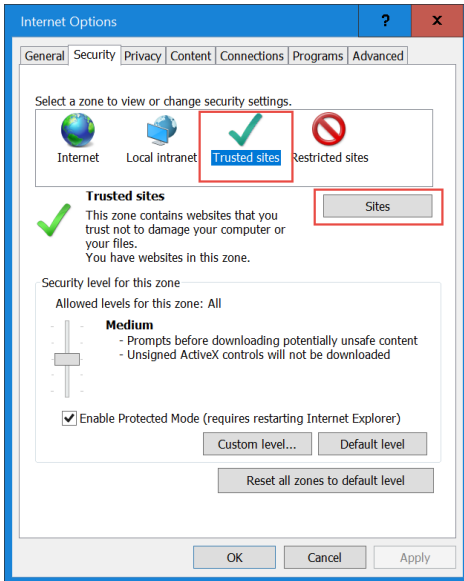 Internet Options
?
x
General Security Privacy Content Connections Programs Advanced
Select a zone to view or change security settings.
Internet Local intranet Trusted sites Restricted sites
Trusted sites
Sites
This zone contains websites that you
trust not to damage your computer or
your files.
You have websites in this zone.
Security level for this zone
Allowed levels for this zone: All
Medium
- Prompts before downloading potentially unsafe content
- Unsigned ActiveX controls will not be downloaded
Enable Protected Mode (requires restarting Internet Explorer)
Custom level... Default level
Reset all zones to default level
OK Cancel Apply